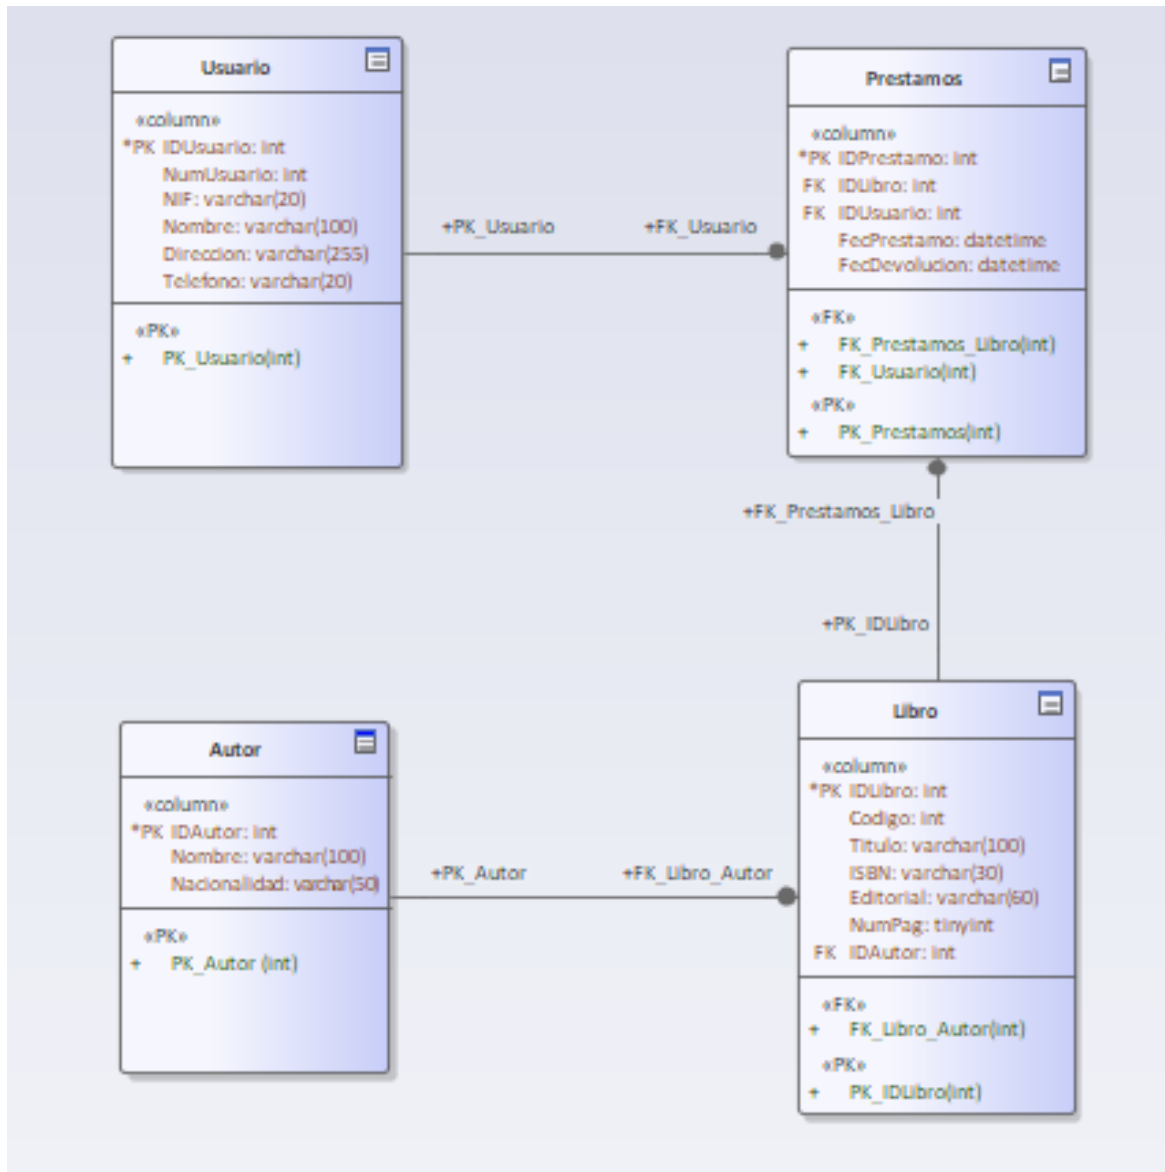 Usuario
«column»
*PK IDUsuario: int
NumUsuario: int
NIF: varchar(20)
Nombre: varchar(100)
Direccion: varchar(255)
Telefono: varchar(20)
«PK»
+ PK_Usuario(int)
+PK_Usuario
+FK_Usuario
Prestamos
«column»
*PK IDPrestamo: int
FK IDLibro: int
FK IDUsuario: int
FecPrestamo: datetime
FecDevolucion: datetime
«FK»
+ FK_Prestamos_Libro(int)
+ FK_Usuario(int)
«PK»
+ PK_Prestamos(int)
+FK_Prestamos_Libro
+PK_IDLibro
Autor
«column»
*PK IDAutor: int
Nombre: varchar(100)
Nacionalidad: varchar(50)
«PK»
+ PK_Autor (int)
+PK_Autor
+FK_Libro_Autor
Libro
«column»
*PK IDLibro: int
Codigo: int
Titulo: varchar(100)
ISBN: varchar(30)
Editorial: varchar(60)
NumPag: tinyint
FK IDAutor: int
«FK»
+ FK_Libro_Autor(int)
«PK»
+ PK_IDLibro(int)